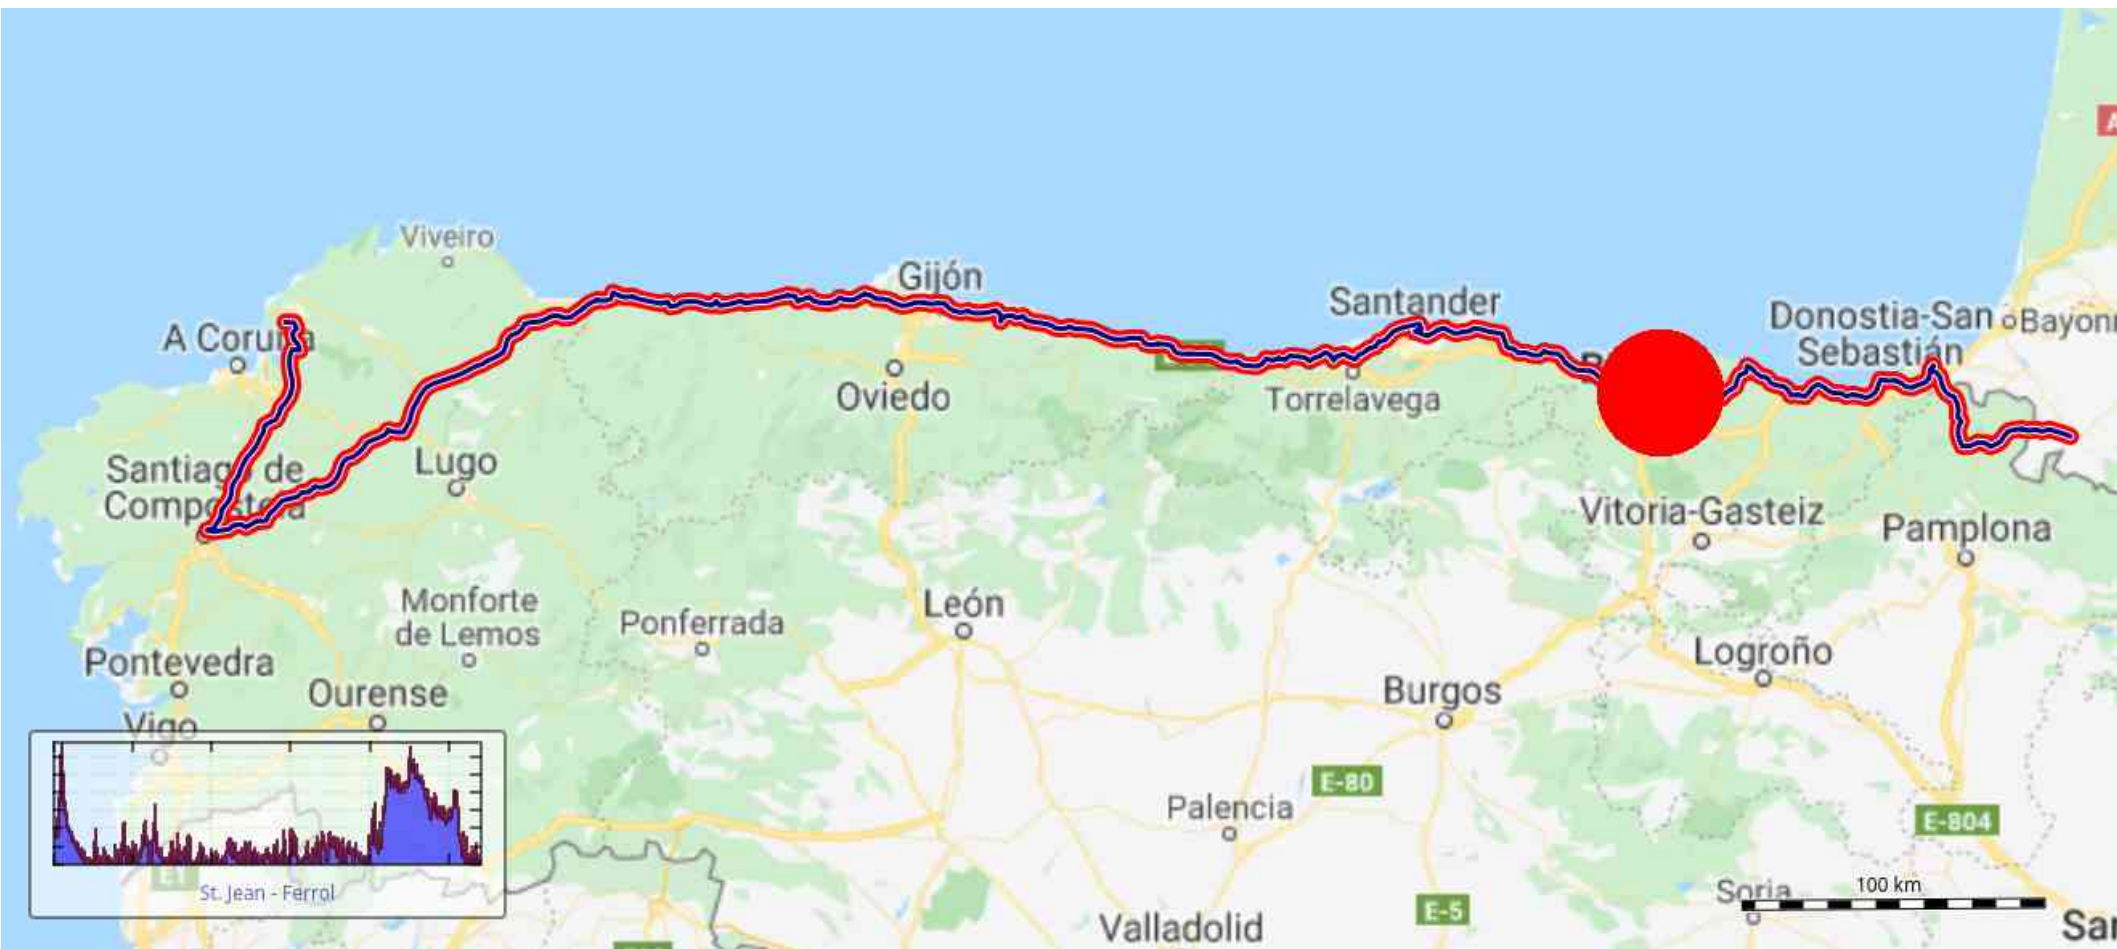 A
Viveiro
Gijón
Santander
Donostia-San
Sebastián
A Coruña
Oviedo
Torrelavega
Santiago de
Compostela
Lugo
Vitoria-Gasteiz
Pamplona
Monforte
de Lemos
Ponferrada
León
Pontevedra
Ourense
Logroño
Burgos
Vigo
E-80
Palencia
E-804
St. Jean - Ferrol
100 km
Soria
E-5
Valladolid